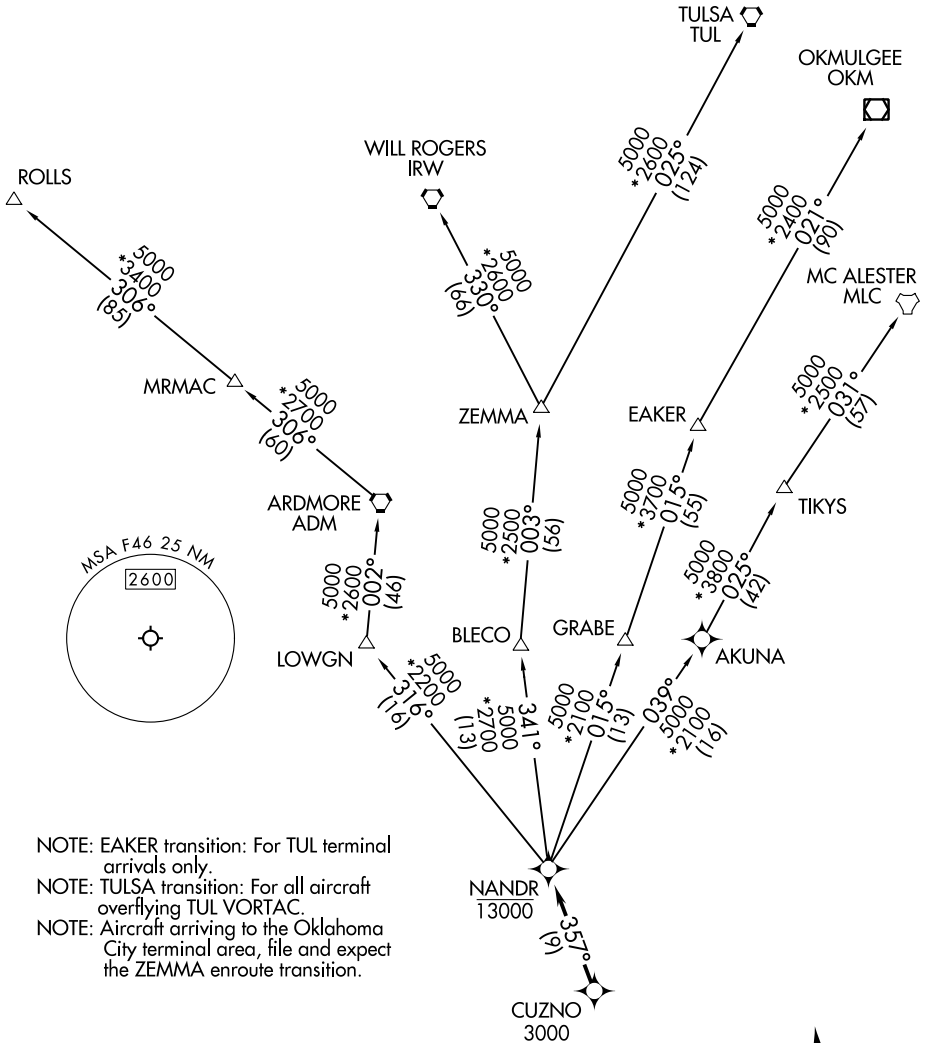 TULSA
TUL
OKMULGEE
OKM
WILL ROGERS
IRW
5000
*2600
025°
(124)
ROLLS
5000
*2400
021°
(90)
5000
*3400
306°
(85)
5000
*2600
330°
(66)
MC ALESTER
MLC
MRMAC
5000
*2700
306°
(60)
ZEMMA
EAKER
5000
*2500
031°
(57)
ARDMORE
ADM
5000
*2500
003°
(56)
5000
*3700
015°
(55)
TIKYS
MSA F46 25 NM
2600
5000
*2600
002°
(46)
5000
*3800
025°
(42)
LOWGN
BLECO
GRABE
AKUNA
5000
*2200
316°
(16)
341°
5000
*2700
(13)
5000
*2100
015°
(13)
039°
5000
*2100
(16)
NOTE: EAKER transition: For TUL terminal
arrivals only.
NOTE: TULSA transition: For all aircraft
overflying TUL VORTAC.
NOTE: Aircraft arriving to the Oklahoma
City terminal area, file and expect
the ZEMMA enroute transition.
NANDR
13000
357°
(9)
CUZNO
3000